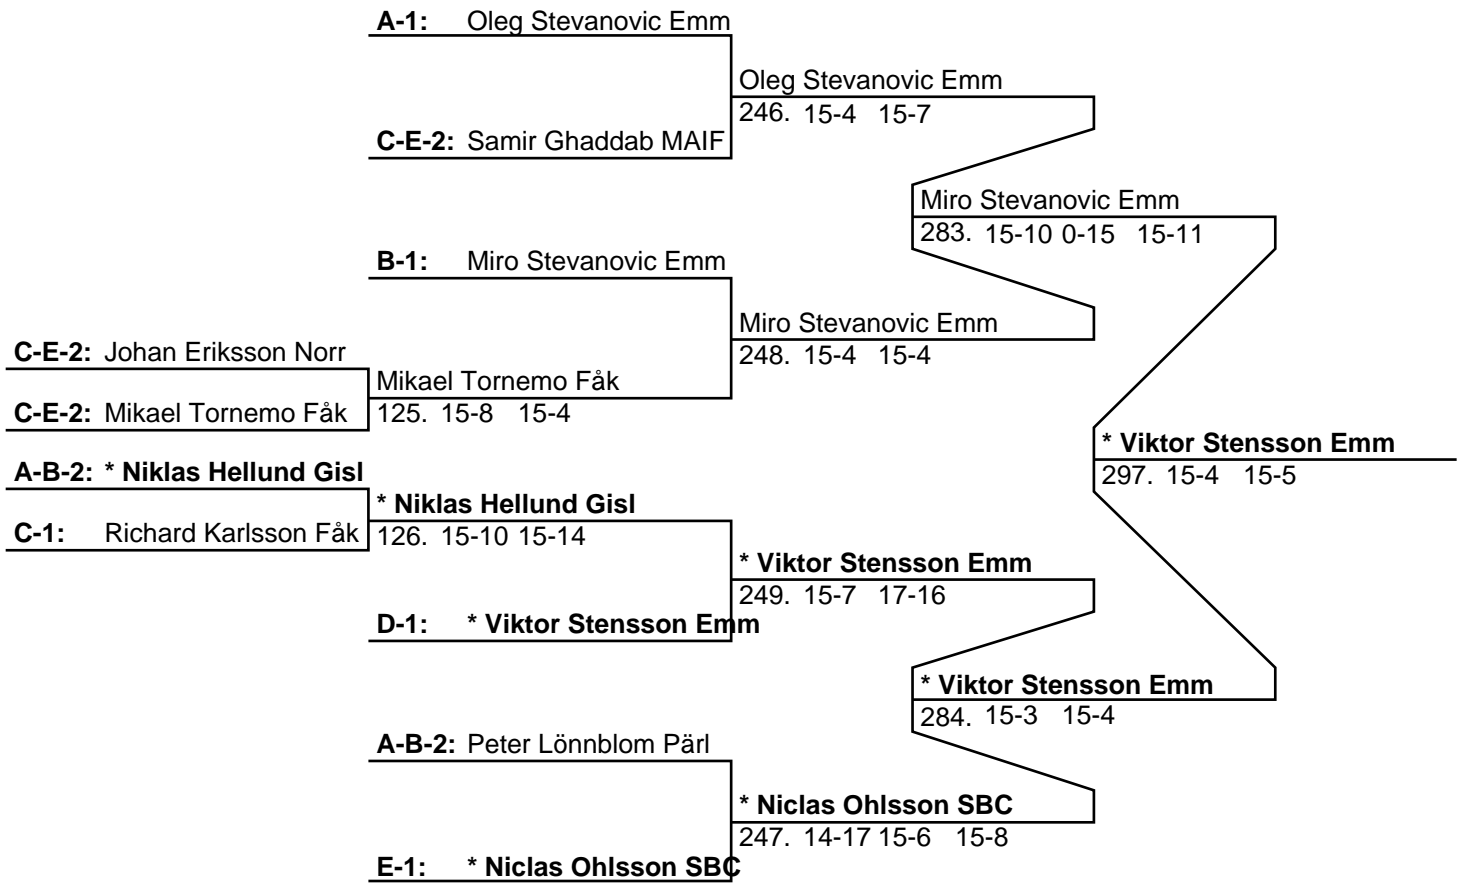 A-1: Oleg Stevanovic Emm
Oleg Stevanovic Emm
246. 15-4 15-7
C-E-2: Samir Ghaddab MAIF
Miro Stevanovic Emm
283. 15-10 0-15 15-11
B-1: Miro Stevanovic Emm
Miro Stevanovic Emm
248. 15-4 15-4
C-E-2: Johan Eriksson Norr
Mikael Tornemo Fåk
125. 15-8 15-4
C-E-2: Mikael Tornemo Fåk
* Viktor Stensson Emm
297. 15-4 15-5
A-B-2: * Niklas Hellund Gisl
* Niklas Hellund Gisl
126. 15-10 15-14
C-1: Richard Karlsson Fåk
* Viktor Stensson Emm
249. 15-7 17-16
D-1: * Viktor Stensson Emm
* Viktor Stensson Emm
284. 15-3 15-4
A-B-2: Peter Lönnblom Pärl
* Niclas Ohlsson SBC
247. 14-17 15-6 15-8
E-1: * Niclas Ohlsson SBC